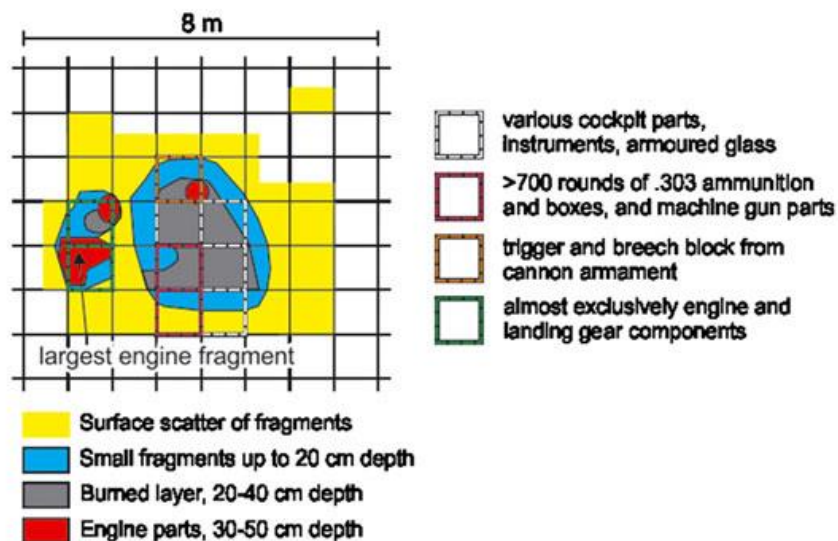 8 m
various cockpit parts,
instruments, armoured glass
>700 rounds of .303 ammunition
and boxes, and machine gun parts
trigger and breech block from
cannon armament
almost exclusively engine and
landing gear components
largest engine fragment
Surface scatter of fragments
Small fragments up to 20 cm depth
Burned layer, 20-40 cm depth
Engine parts, 30-50 cm depth